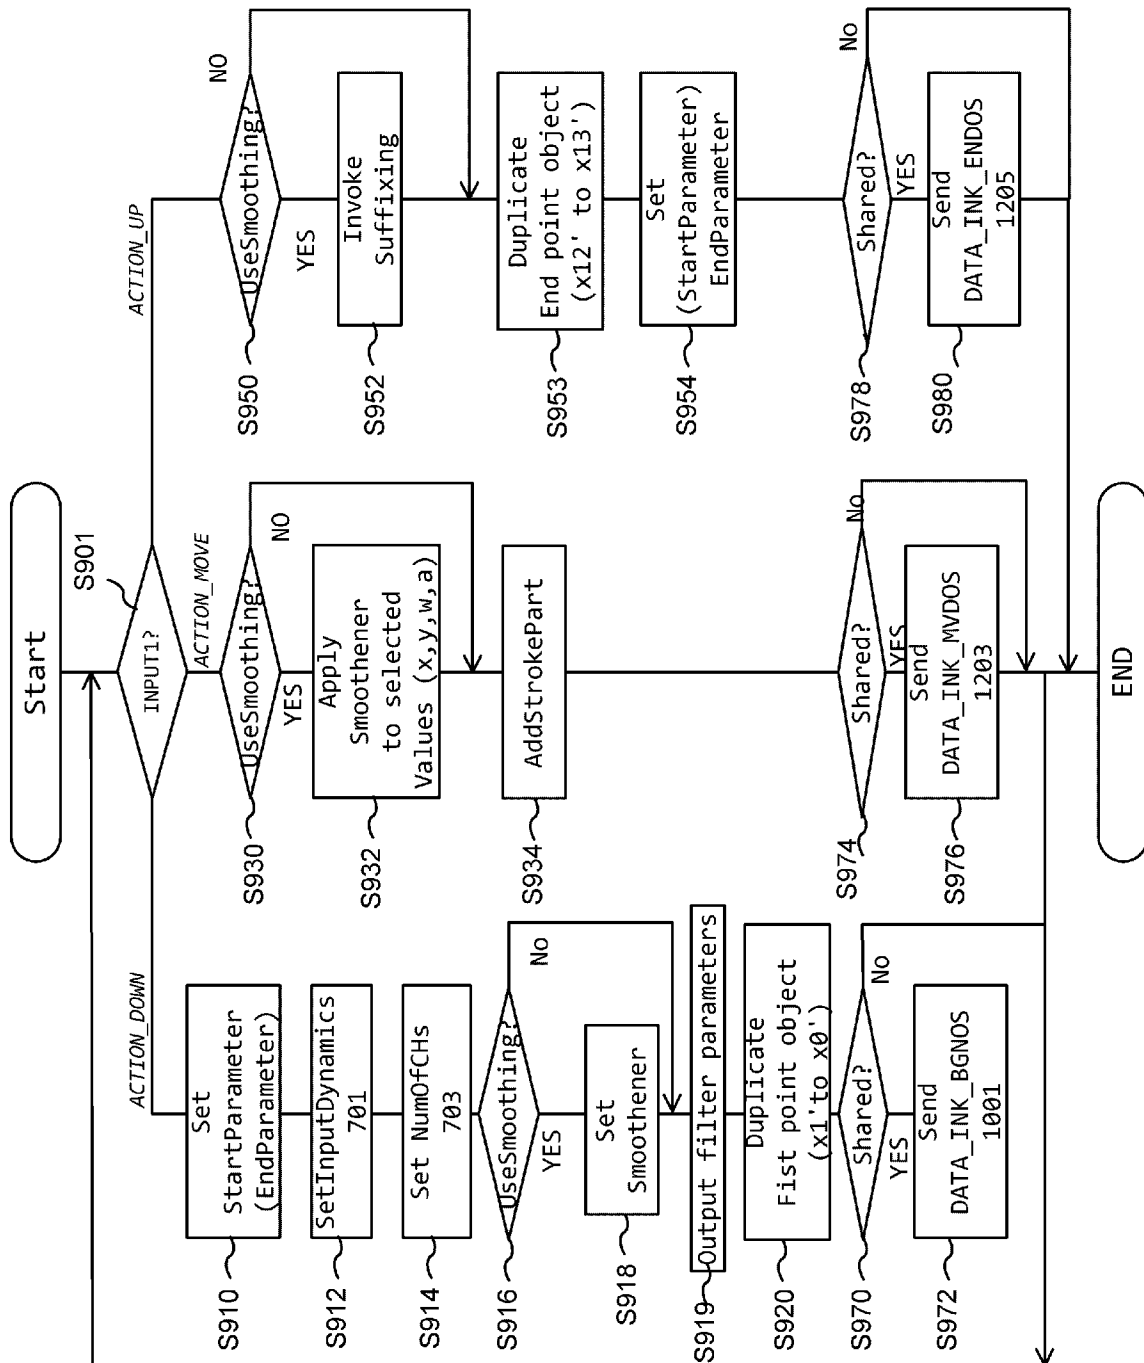 Start
S901
INPUT1?
ACTION_DOWN
ACTION_MOVE
ACTION_UP
S910
Set
StartParameter
(EndParameter)
S912
SetInputDynamics
701
S914
Set NumOfCHs
703
S916
UseSmoothing?
No
YES
S918
Set
Smoothener
S919
Output filter parameters
S920
Duplicate
Fist point object
(x1'to x0')
S970
Shared?
No
YES
S972
Send
DATA_INK_BGNOS
1001
S930
UseSmoothing?
NO
YES
S932
Apply
Smoothener
to selected
Values (x,y,w,a)
S934
AddStrokePart
S974
Shared?
No
YES
S976
Send
DATA_INK_MVDOS
1203
S950
UseSmoothing?
NO
YES
S952
Invoke
Suffixing
S953
Duplicate
End point object
(x12' to x13')
S954
Set
(StartParameter)
EndParameter
S978
Shared?
No
YES
S980
Send
DATA_INK_ENDOS
1205
END